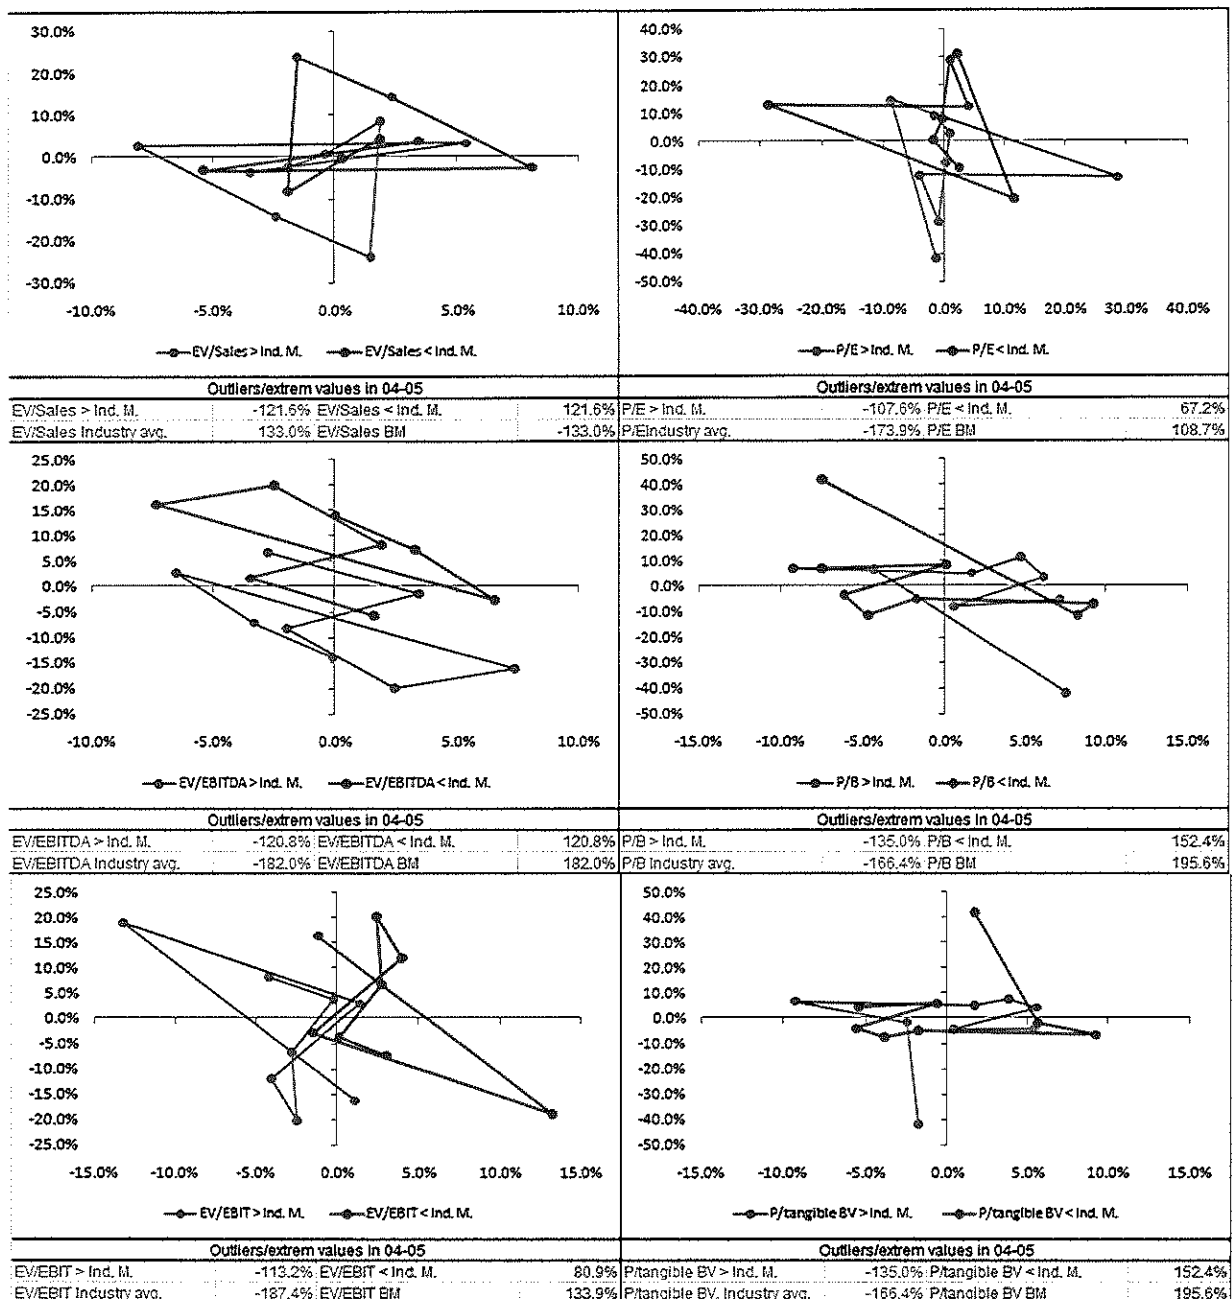 30.0%
20.0%
10.0%
0.0%
-10.0%
-20.0%
-30.0%
-10.0% -5.0% 0.0% 5.0% 10.0%
EV/Sales > Ind. M. EV/Sales < Ind. M.
40.0%
30.0%
20.0%
10.0%
0.0%
-10.0%
-20.0%
-30.0%
-40.0%
-50.0%
-40.0% -30.0% -20.0% -10.0% 0.0% 10.0% 20.0% 30.0% 40.0%
P/E > Ind. M. P/E < Ind. M.
Outliers/extrem values in 04-05 Outliers/extrem values in 04-05
EV/Sales > Ind. M. -121.6% EV/Sales < Ind. M. 121.6% P/E > Ind. M. -107.6% P/E < Ind. M. 67.2%
EV/Sales Industry avg. 133.0% EV/Sales BM -133.0% P/EIndustry avg. -173.9% P/E BM 108.7%
25.0%
20.0%
15.0%
10.0%
5.0%
0.0%
-5.0%
-10.0%
-15.0%
-20.0%
-25.0%
-10.0% -5.0% 0.0% 5.0% 10.0%
EV/EBITDA > Ind. M. EV/EBITDA < Ind. M.
50.0%
40.0%
30.0%
20.0%
10.0%
0.0%
-10.0%
-20.0%
-30.0%
-40.0%
-50.0%
-15.0% -10.0% -5.0% 0.0% 5.0% 10.0% 15.0%
P/B > Ind. M. P/B < Ind. M.
Outliers/extrem values in 04-05 Outliers/extrem values in 04-05
EV/EBITDA > Ind. M. -120.8% EV/EBITDA < Ind. M. 120.8% P/B > Ind. M. -135.0% P/B < Ind. M. 152.4%
EV/EBITDA Industry avg. -182.0% EV/EBITDA BM 182.0% P/B Industry avg. -166.4% P/B BM 195.6%
25.0%
20.0%
15.0%
10.0%
5.0%
0.0%
-5.0%
-10.0%
-15.0%
-20.0%
-25.0%
-15.0% -10.0% -5.0% 0.0% 5.0% 10.0% 15.0%
EV/EBIT > Ind. M. EV/EBIT < Ind. M.
50.0%
40.0%
30.0%
20.0%
10.0%
0.0%
-10.0%
-20.0%
-30.0%
-40.0%
-50.0%
-15.0% -10.0% -5.0% 0.0% 5.0% 10.0% 15.0%
P/tangible BV > Ind. M. P/tangible BV < Ind. M.
Outliers/extrem values in 04-05 Outliers/extrem values in 04-05
EV/EBIT > Ind. M. -113.2% EV/EBIT < Ind. M. 80.9% P/tangible BV > Ind. M. -135.0% P/tangible BV < Ind. M. 152.4%
EV/EBIT Industry avg. -187.4% EV/EBIT BM 133.9% P/tangible BV. Industry avg. -166.4% P/tangible BV BM 195.6%